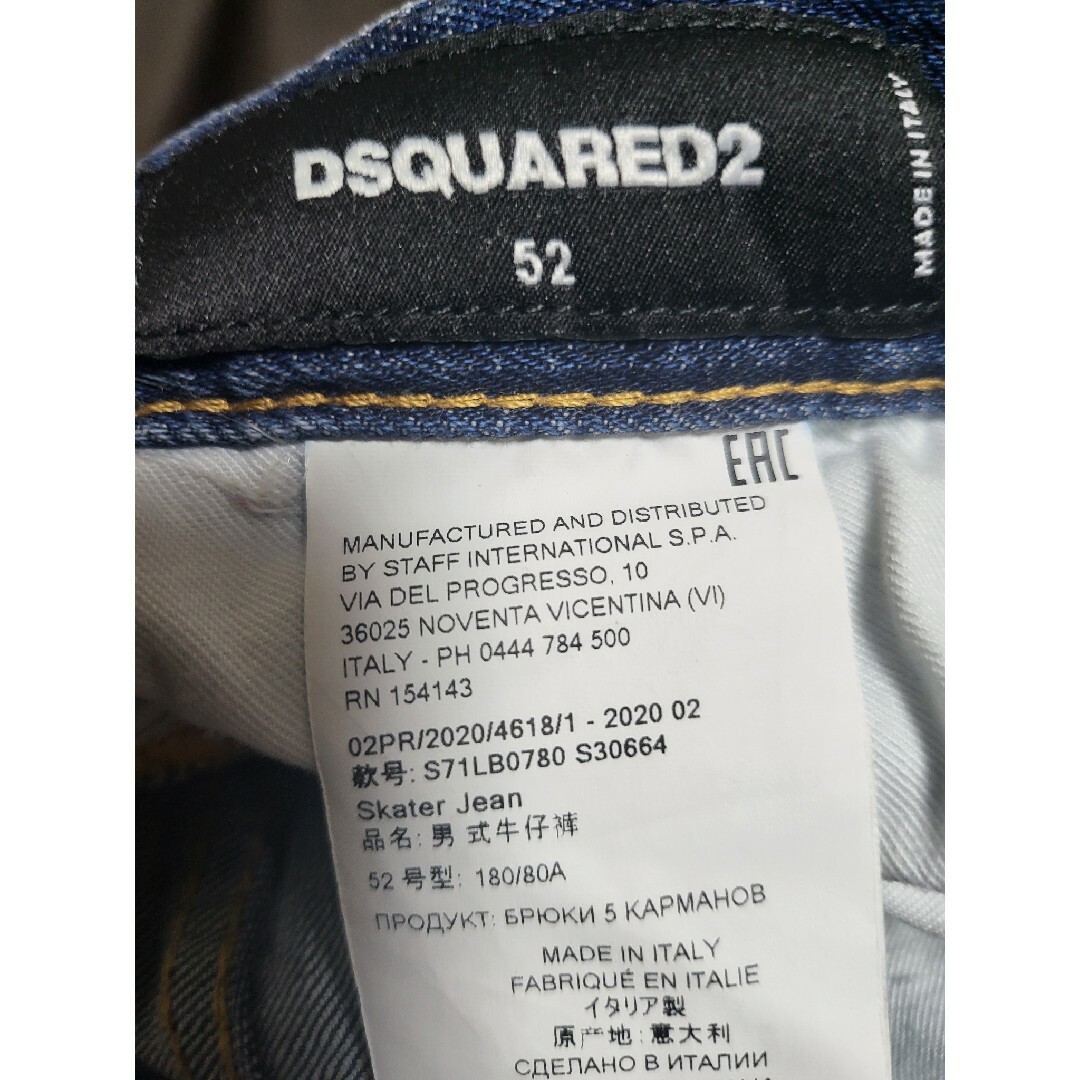 DSQUARED2
52
MADE IN ITALY
EAC
MANUFACTURED AND DISTRIBUTED
BY STAFF INTERNATIONAL S.P.A.
VIA DEL PROGRESSO, 10
36025 NOVENTA VICENTINA (VI)
ITALY - PH 0444 784 500
RN 154143
02PR/2020/4618/1 - 2020 02
款号: S71LB0780 S30664
Skater Jean
品名: 男 式牛仔裤
52 号型: 180/80A
ПРОДУКТ: БРЮКИ 5 КАРМАНОВ
MADE IN ITALY
FABRIQUÉ EN ITALIE
イタリア製
原产地: 意大利
СДЕЛАНО В ИТАЛИИ